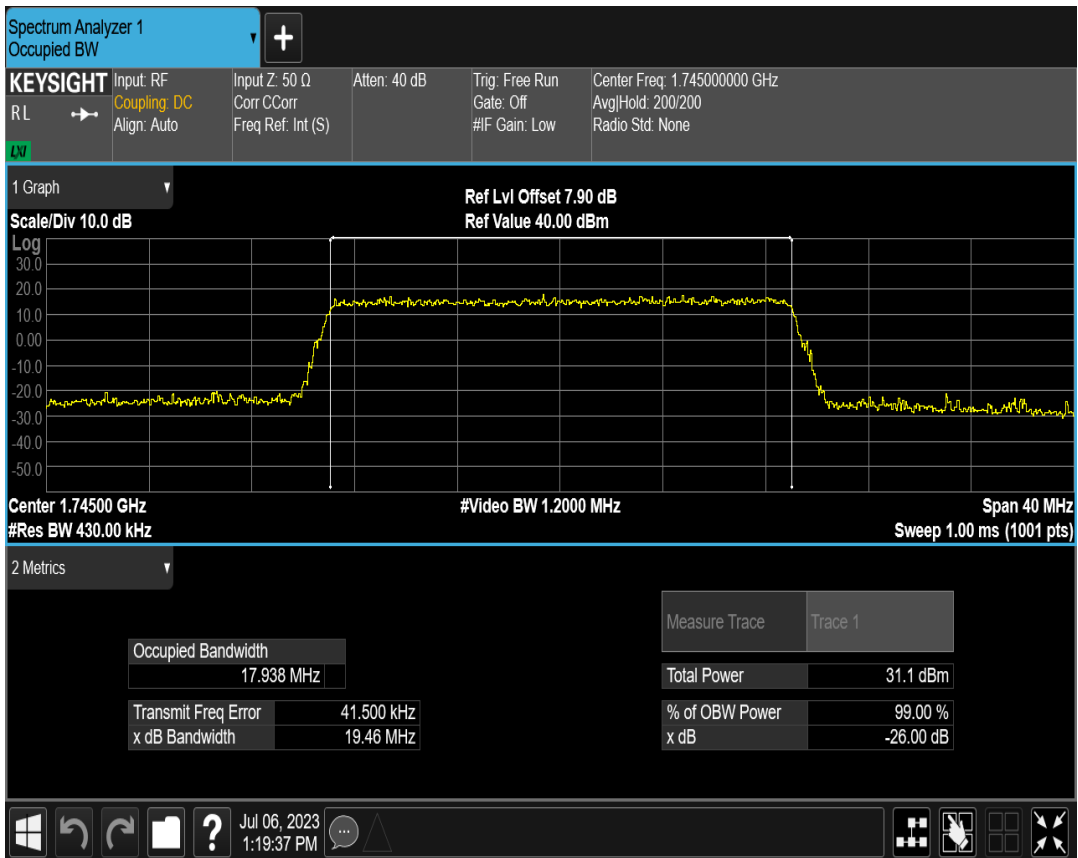 Spectrum Analyzer 1
Occupied BW
+
KEYSIGHT
RL
LXI
Input: RF
Coupling: DC
Align: Auto
Input Z: 50 Ω
Corr CCorr
Freq Ref: Int (S)
Atten: 40 dB
Trig: Free Run
Gate: Off
#IF Gain: Low
Center Freq: 1.745000000 GHz
Avg|Hold: 200/200
Radio Std: None
1 Graph
Scale/Div 10.0 dB
Ref Lvl Offset 7.90 dB
Ref Value 40.00 dBm
Log
30.0
20.0
10.0
0.00
-10.0
-20.0
-30.0
-40.0
-50.0
Center 1.74500 GHz
#Res BW 430.00 kHz
#Video BW 1.2000 MHz
Span 40 MHz
Sweep 1.00 ms (1001 pts)
2 Metrics
Occupied Bandwidth
17.938 MHz
Transmit Freq Error 41.500 kHz
x dB Bandwidth 19.46 MHz
Measure Trace Trace 1
Total Power 31.1 dBm
% of OBW Power 99.00 %
x dB -26.00 dB
?
Jul 06, 2023
1:19:37 PM